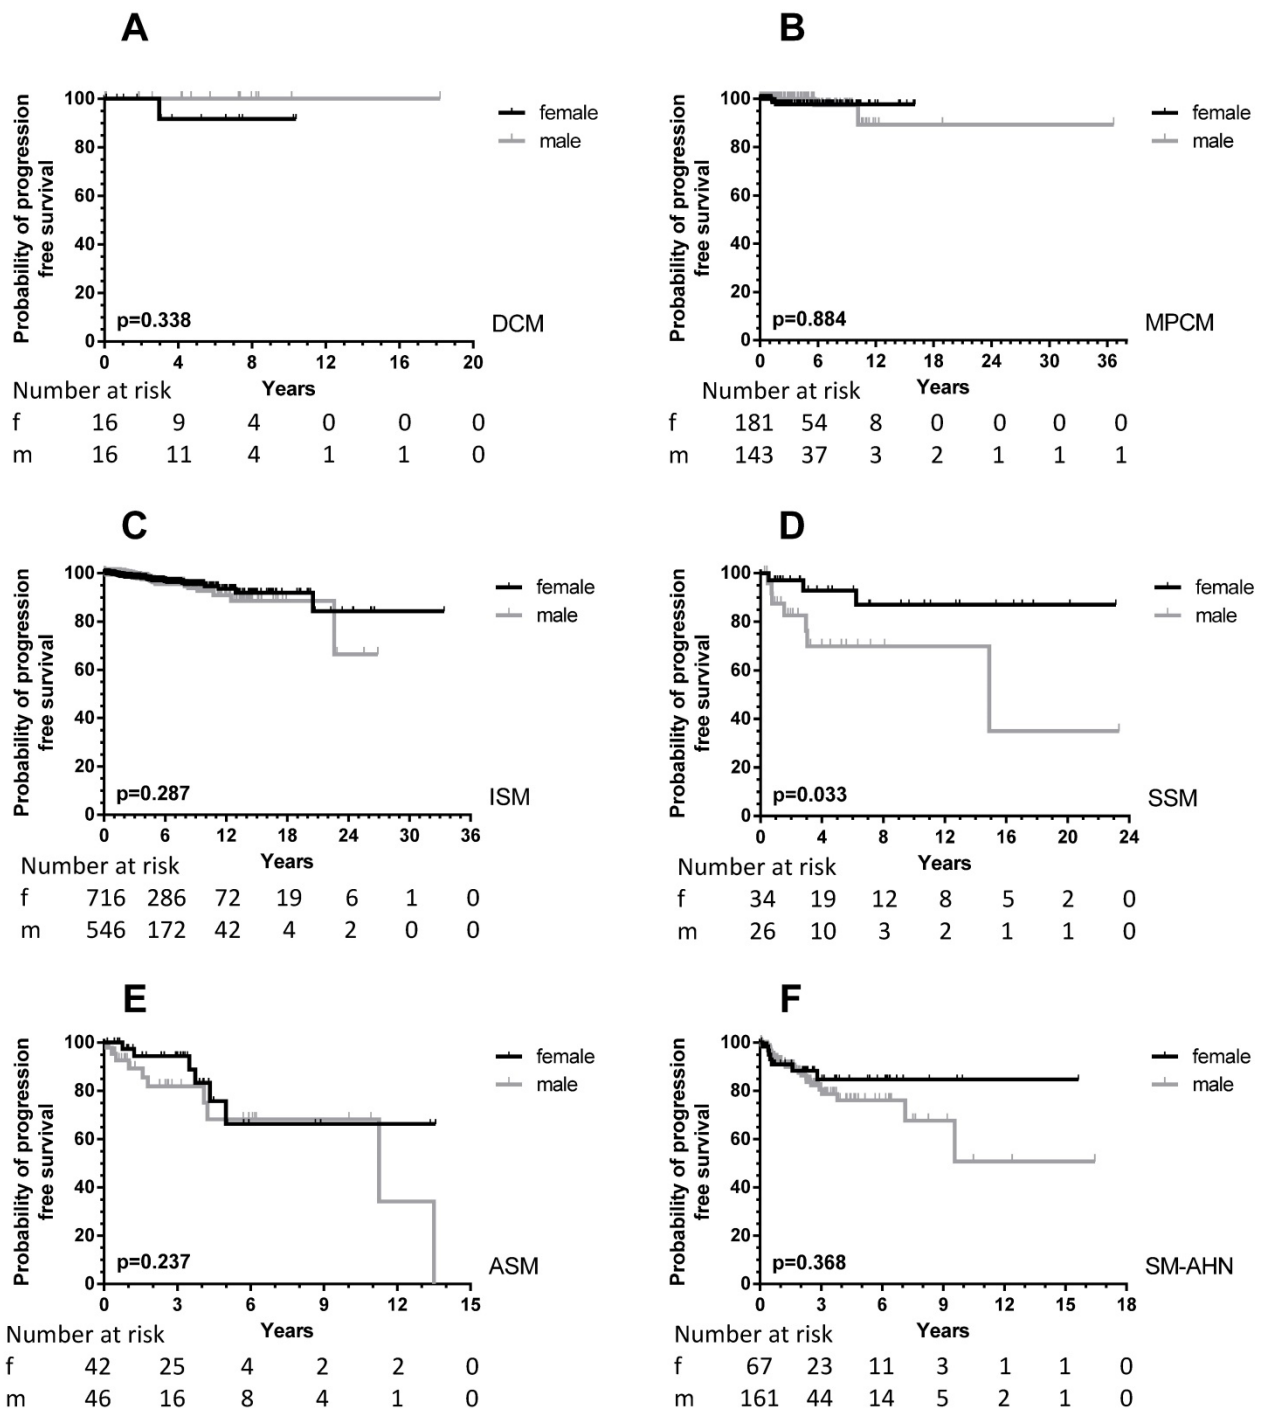 A
Probability of progression
free survival
100
80
60
40
20
0
female
male
p=0.338
DCM
0 4 8 12 16 20
Years
Number at risk
f 16 9 4 0 0 0
m 16 11 4 1 1 0
B
Probability of progression
free survival
100
80
60
40
20
0
female
male
p=0.884
MPCM
0 6 12 18 24 30 36
Years
Number at risk
f 181 54 8 0 0 0 0
m 143 37 3 2 1 1 1
C
Probability of progression
free survival
100
80
60
40
20
0
female
male
p=0.287
ISM
0 6 12 18 24 30 36
Years
Number at risk
f 716 286 72 19 6 1 0
m 546 172 42 4 2 0 0
D
Probability of progression
free survival
100
80
60
40
20
0
female
male
p=0.033
SSM
0 4 8 12 16 20 24
Years
Number at risk
f 34 19 12 8 5 2 0
m 26 10 3 2 1 1 0
E
Probability of progression
free survival
100
80
60
40
20
0
female
male
p=0.237
ASM
0 3 6 9 12 15
Years
Number at risk
f 42 25 4 2 2 0
m 46 16 8 4 1 0
F
Probability of progression
free survival
100
80
60
40
20
0
female
male
p=0.368
SM-AHN
0 3 6 9 12 15 18
Years
Number at risk
f 67 23 11 3 1 1 0
m 161 44 14 5 2 1 0